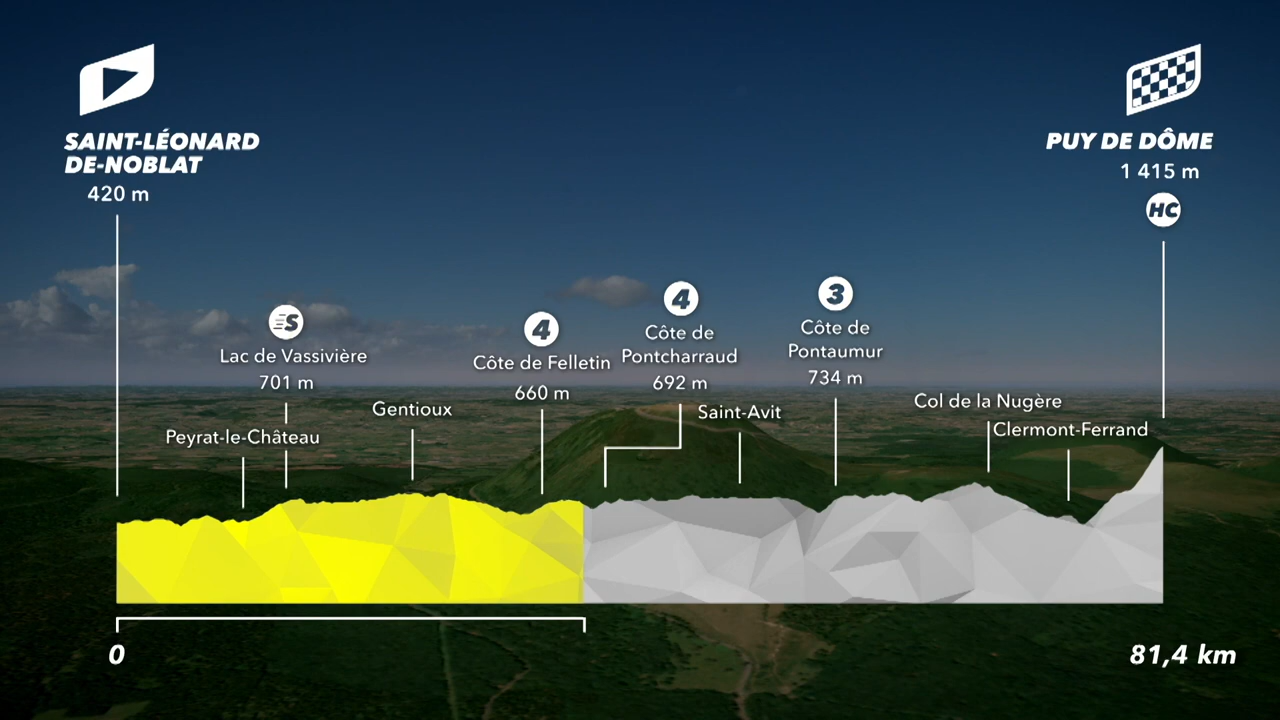 SAINT-LÉONARD
DE-NOBLAT
420 m
PUY DE DÔME
1 415 m
HC
S
Lac de Vassivière
701 m
Peyrat-le-Château
Gentioux
4
Côte de Felletin
660 m
4
Côte de
Pontcharraud
692 m
Saint-Avit
3
Côte de
Pontaumur
734 m
Col de la Nugère
Clermont-Ferrand
0
81,4 km